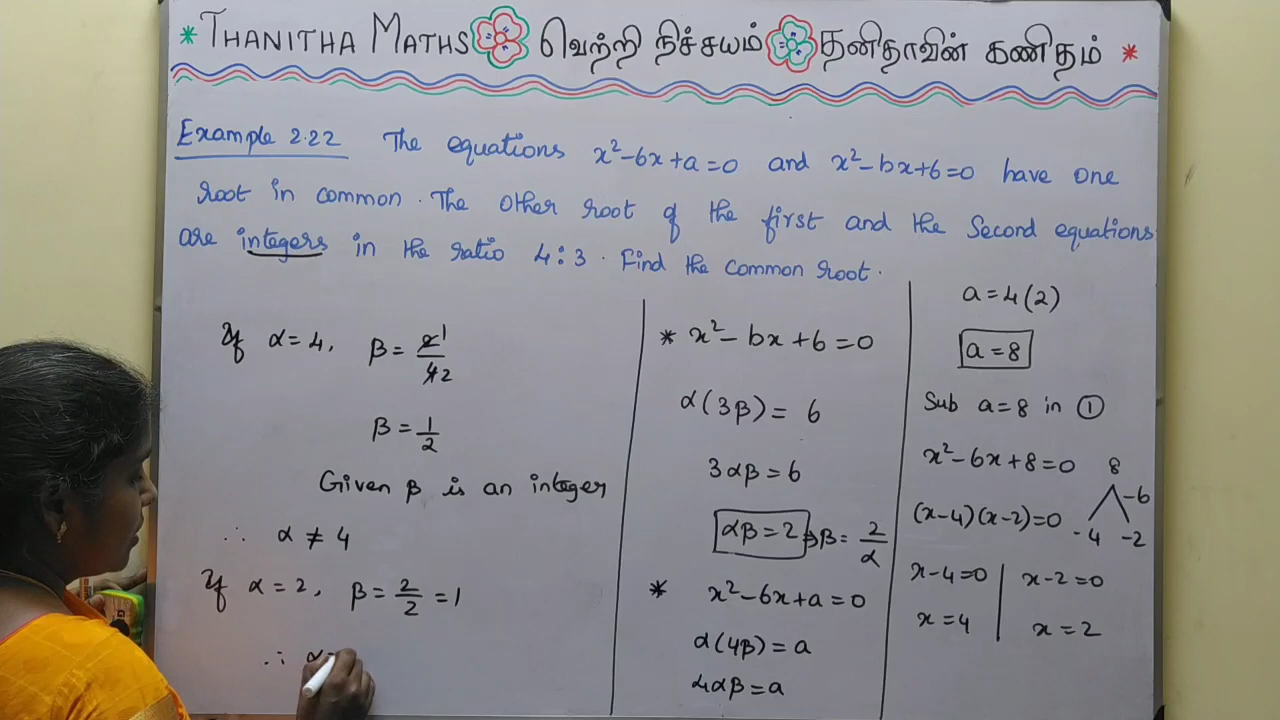 * THANITHA MATHS வெற்றி நிச்சயம் தனிதாவின் கணிதம் *
Example 2.22 The equations x²-6x+a=0 and x²-bx+6=0 have one
root in common. The other root of the first and the Second equations
are integers in the ratio 4:3. Find the common root.
If α=4, β = 2/4 1/2
β = 1/2
Given β is an integer
∴ α ≠ 4
If α = 2, β = 2/2 = 1
∴ α
* x²-bx+6=0
α(3β) = 6
3αβ = 6
αβ = 2 ⇒ β = 2/α
* x²-6x+a=0
α(4β) = a
4αβ = a
a = 4(2)
a = 8
Sub a=8 in ①
x²-6x+8=0
8
-6
-4 -2
(x-4)(x-2)=0
x-4=0 | x-2=0
x=4 | x=2